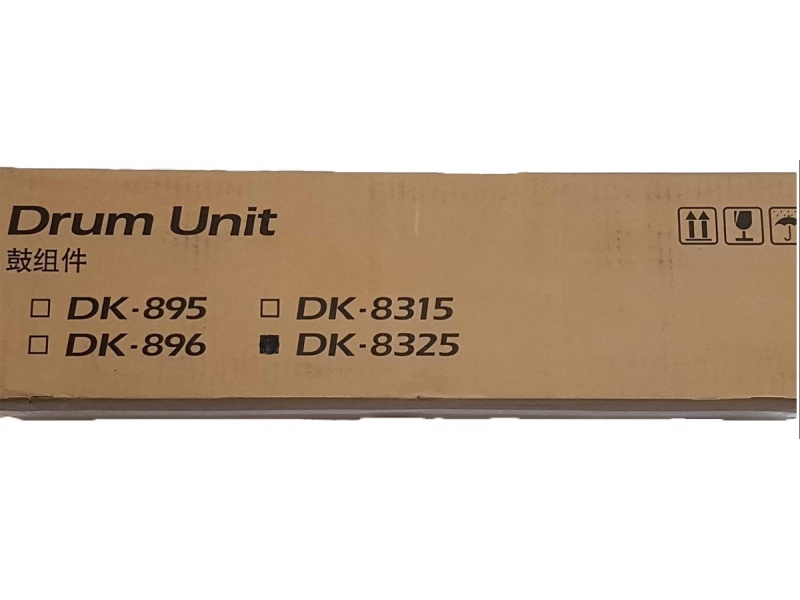 Drum Unit
鼓组件
☐ DK-895 ☐ DK-8315
☐ DK-896 ■ DK-8325